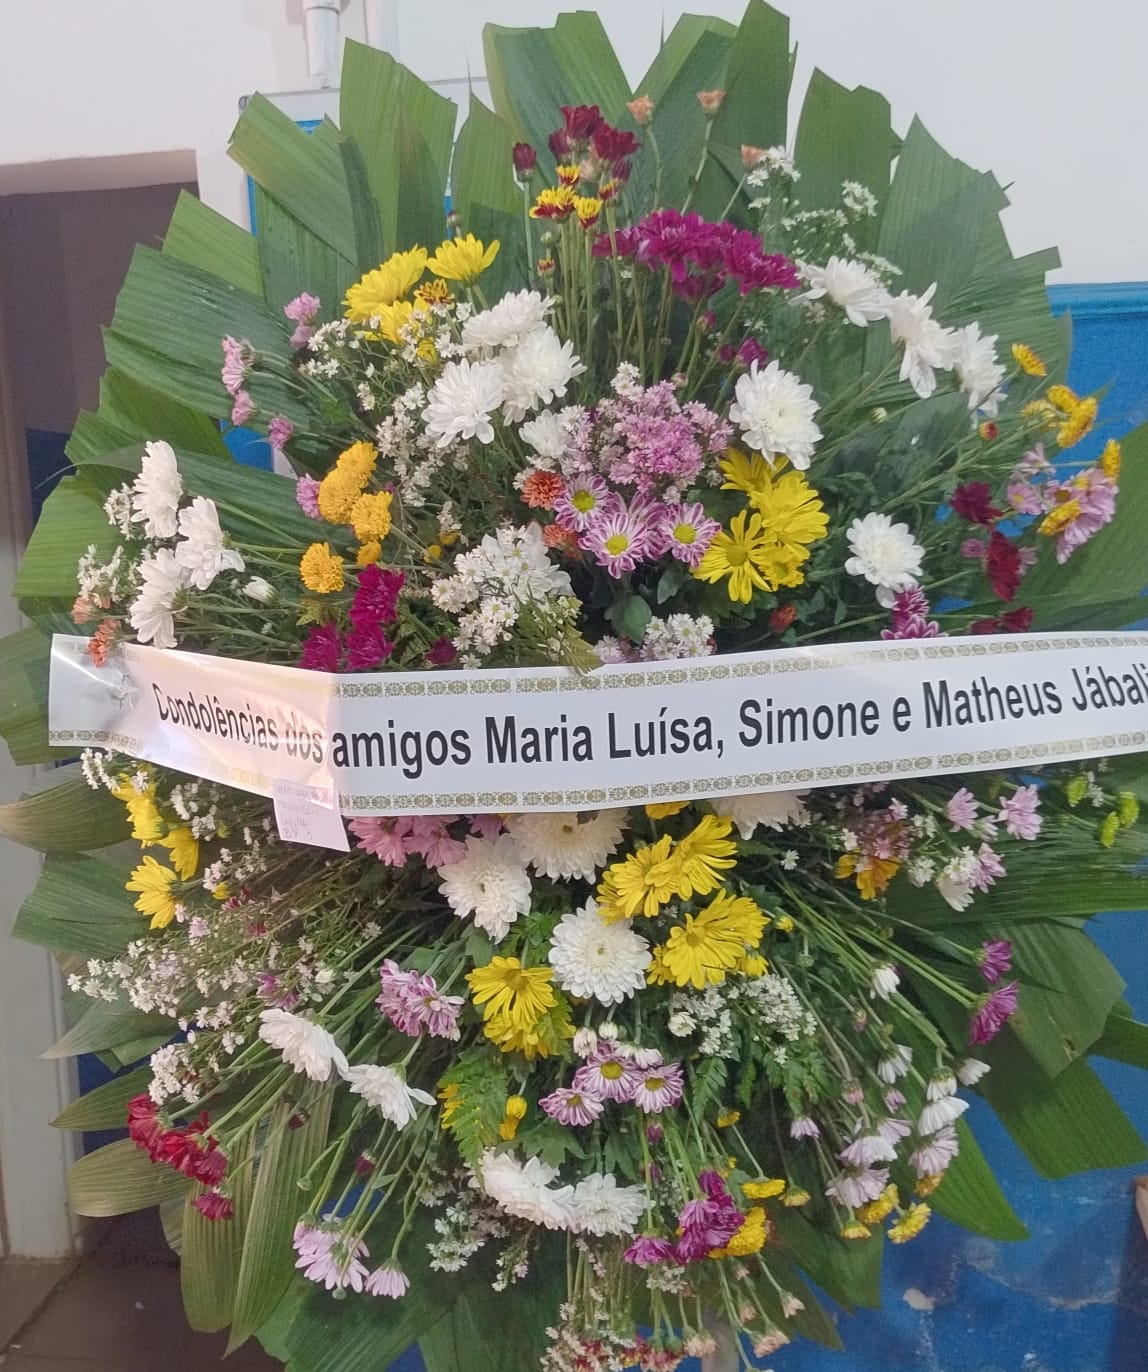 Condolências dos amigos Maria Luísa, Simone e Matheus Jábali